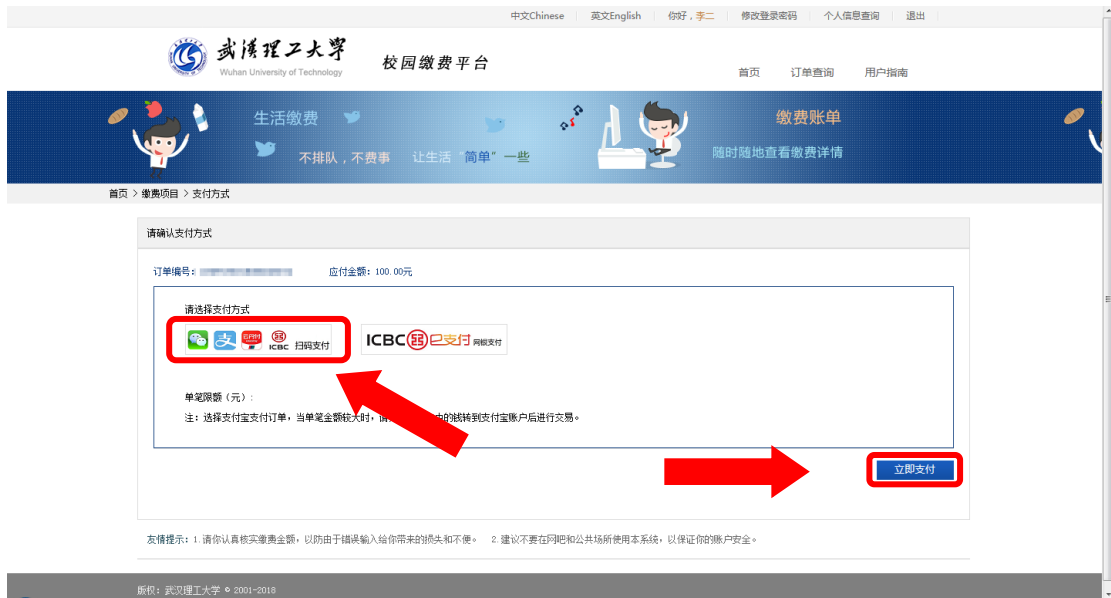 中文Chinese 英文English 你好，李二 修改登录密码 个人信息查询 退出
武汉理工大学
Wuhan University of Technology
校园缴费平台
首页 订单查询 用户指南
生活缴费
不排队，不费事 让生活“简单”一些
缴费账单
随时随地查看缴费详情
首页 > 缴费项目 > 支付方式
请确认支付方式
订单编号： 应付金额：100.00元
请选择支付方式
支 ICBC 扫码支付 ICBC e支付 网银支付
单笔限额（元）：
注：选择支付宝支付订单，当单笔金额较大时，请 中的钱转到支付宝账户后进行交易。
立即支付
友情提示：1.请你认真核实缴费金额，以防由于错误输入给你带来的损失和不便。 2.建议不要在网吧和公共场所使用本系统，以保证你的账户安全。
版权：武汉理工大学 © 2001-2018